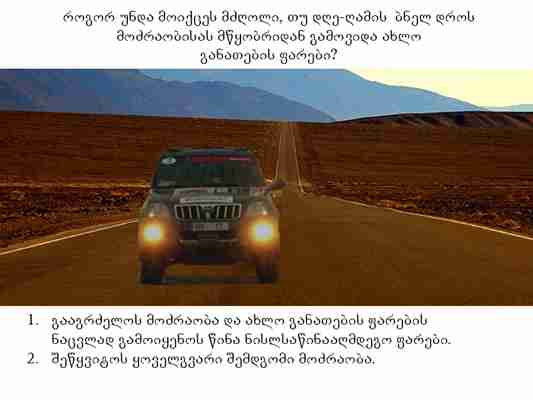 როგორ უნდა მოიქცეს მძღოლი, თუ დღე-ღამის ბნელ დროს
მოძრაობისას მწყობრიდან გამოვიდა ახლო
განათების ფარები?
1. გააგრძელოს მოძრაობა და ახლო განათების ფარების
ნაცვლად გამოიყენოს წინა ნისლსაწინააღმდეგო ფარები.
2. შეწყვიტოს ყოველგვარი შემდგომი მოძრაობა.